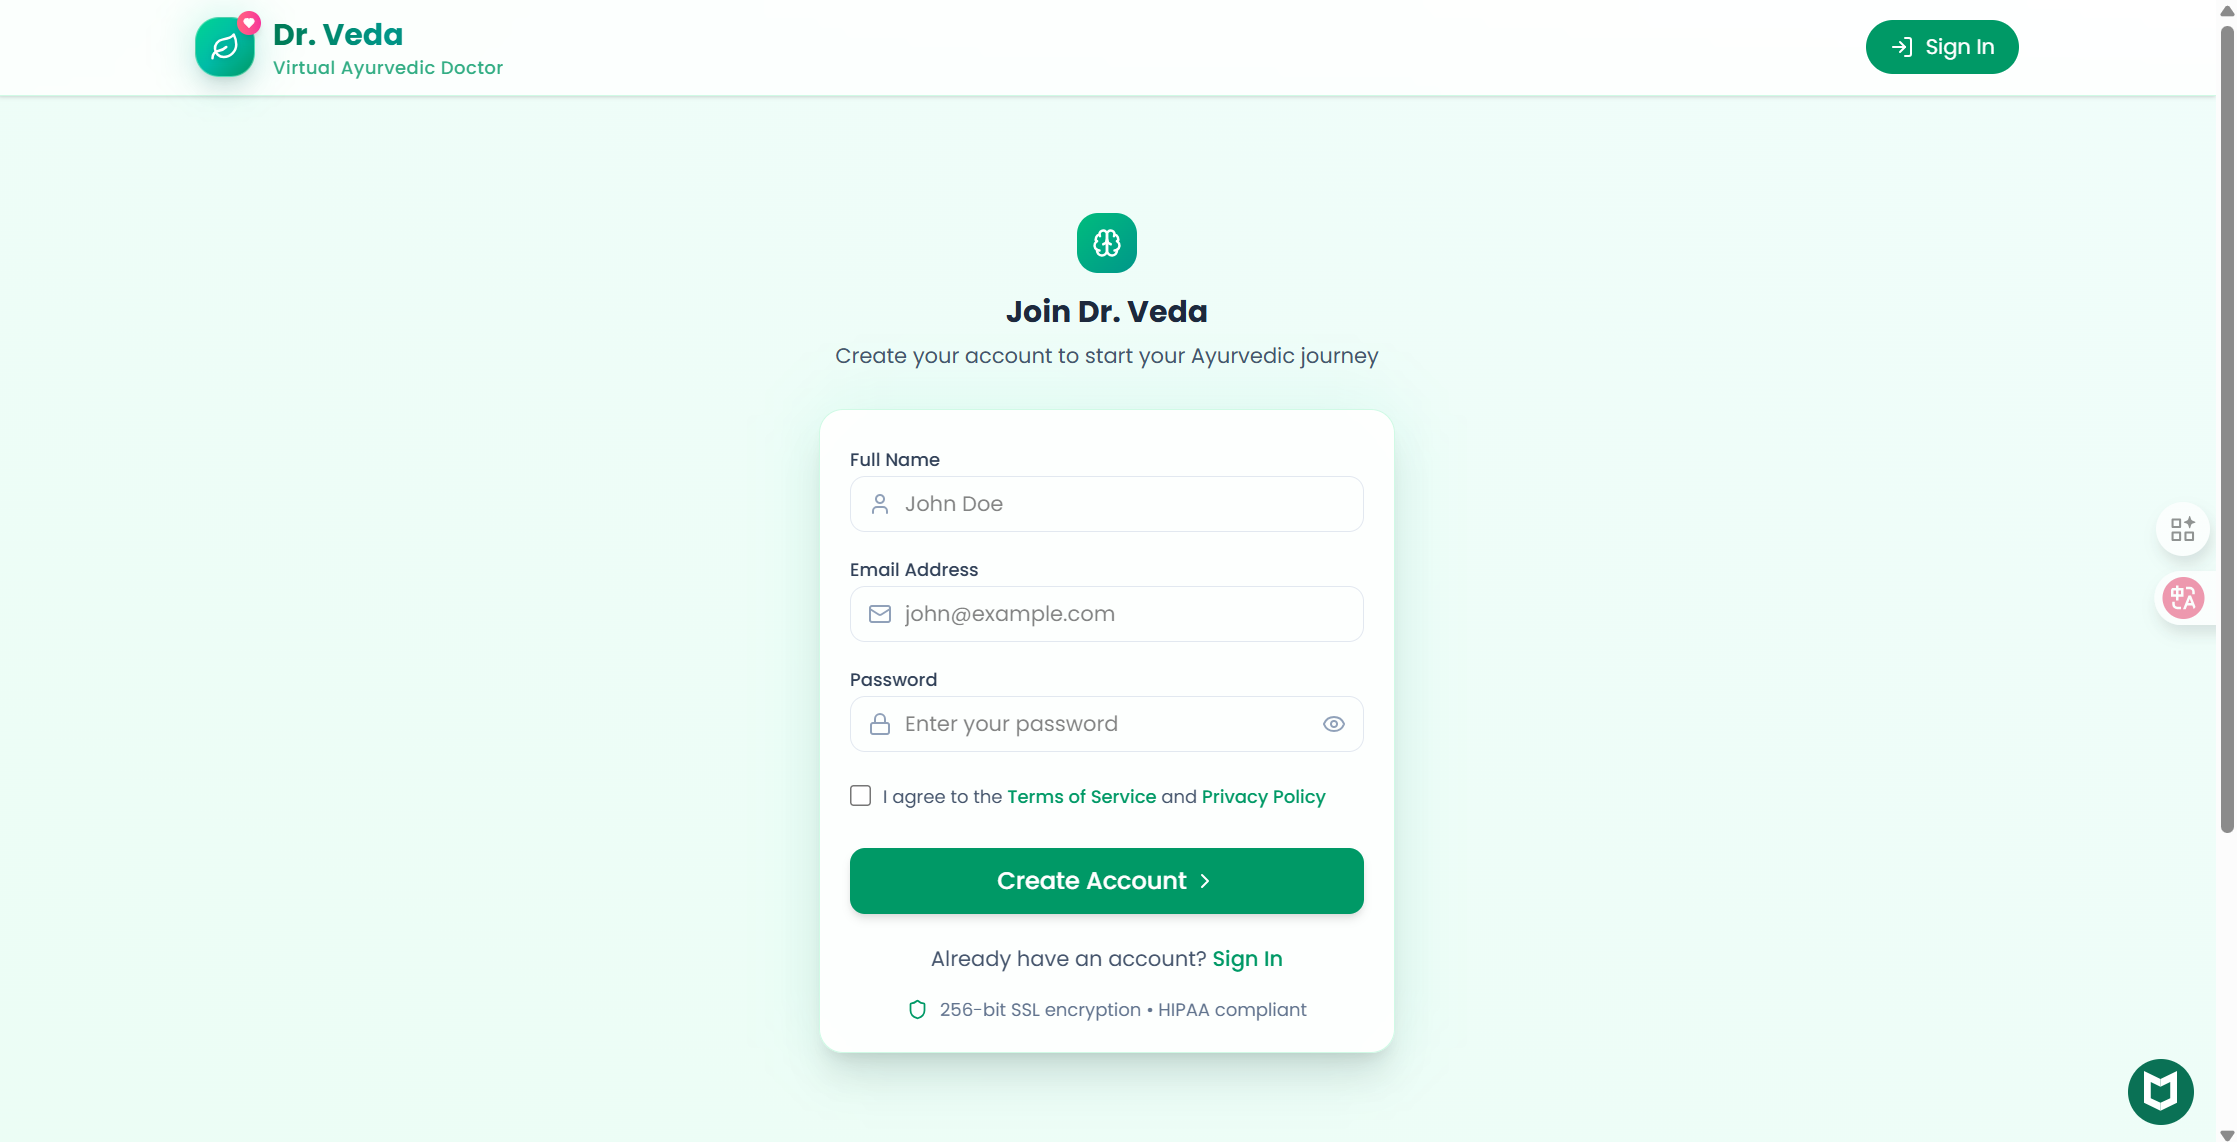 Dr. Veda
Virtual Ayurvedic Doctor
Sign In
Join Dr. Veda
Create your account to start your Ayurvedic journey
Full Name
John Doe
Email Address
john@example.com
Password
Enter your password
I agree to the Terms of Service and Privacy Policy
Create Account
Already have an account? Sign In
256-bit SSL encryption • HIPAA compliant
中A